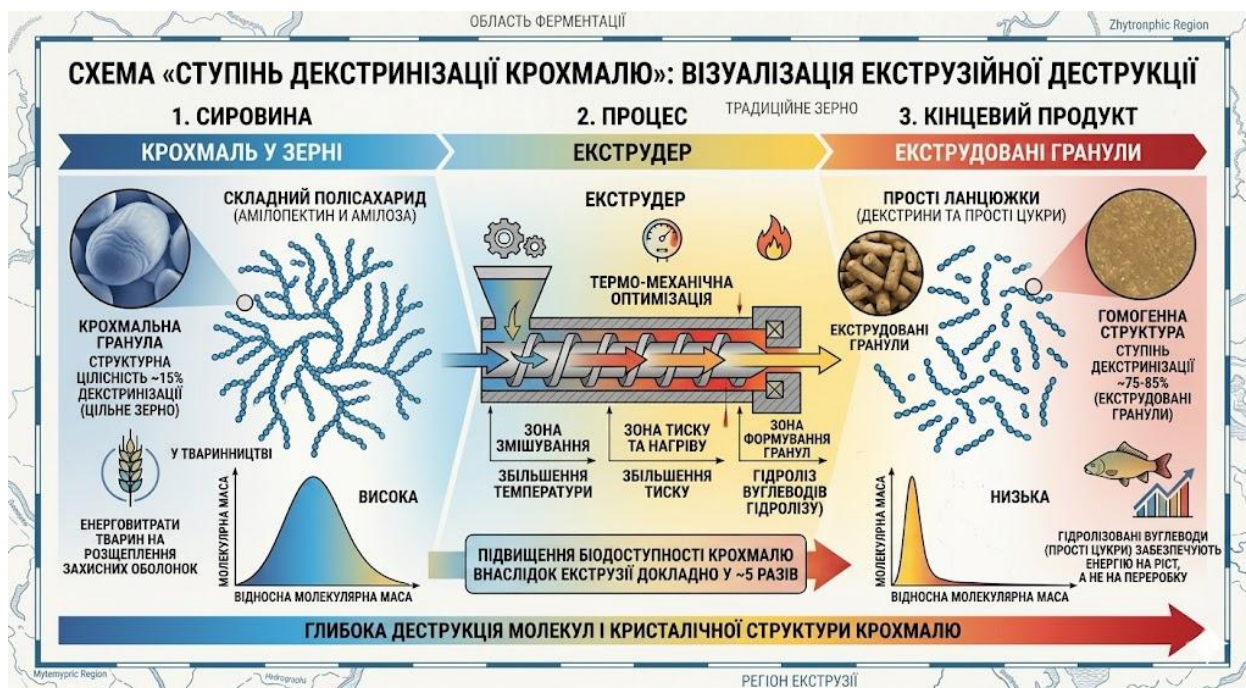 ОБЛАСТЬ ФЕРМЕНТАЦІЇ
Zhytronphic Region
СХЕМА «СТУПІНЬ ДЕКСТРИНІЗАЦІЇ КРОХМАЛЮ»: ВІЗУАЛІЗАЦІЯ ЕКСТРУЗІЙНОЇ ДЕСТРУКЦІЇ
1. СИРОВИНА
КРОХМАЛЬ У ЗЕРНІ
СКЛАДНИЙ ПОЛІСАХАРИД
(АМІЛОПЕКТИН И АМІЛОЗА)
КРОХМАЛЬНА
ГРАНУЛА
СТРУКТУРНА
ЦІЛІСНІСТЬ ~15%
ДЕКСТРИНІЗАЦІЇ
(ЦІЛЬНЕ ЗЕРНО)
У ТВАРИННИЦТВІ
ЕНЕРГОВИТРАТИ
ТВАРИН НА
РОЗЩЕПЛЕННЯ
ЗАХИСНИХ ОБОЛОНОК
МОЛЕКУЛЯРНА МАСА
ВИСОКА
ВІДНОСНА МОЛЕКУЛЯРНА МАСА
2. ПРОЦЕС
ТРАДИЦІЙНЕ ЗЕРНО
ЕКСТРУДЕР
ЕКСТРУДЕР
ТЕРМО-МЕХАНІЧНА
ОПТИМІЗАЦІЯ
ЗОНА
ЗМІШУВАННЯ
ЗБІЛЬШЕННЯ
ТЕМПЕРАТУРИ
ЗОНА ТИСКУ
ТА НАГРІВУ
ЗБІЛЬШЕННЯ
ТИСКУ
ЗОНА
ФОРМУВАННЯ
ГРАНУЛ
ГІДРОЛІЗ
ВУГЛЕВОДІВ
ГІДРОЛІЗУ)
ПІДВИЩЕННЯ БІОДОСТУПНОСТІ КРОХМАЛЮ
ВНАСЛІДОК ЕКСТРУЗІЇ ДОКЛАДНО У ~5 РАЗІВ
3. КІНЦЕВИЙ ПРОДУКТ
ЕКСТРУДОВАНІ ГРАНУЛИ
ПРОСТІ ЛАНЦЮЖКИ
(ДЕКСТРИНИ ТА ПРОСТІ ЦУКРИ)
ЕКСТРУДОВАНІ
ГРАНУЛИ
ГОМОГЕННА
СТРУКТУРА
СТУПІНЬ
ДЕКСТРИНІЗАЦІЇ
~75-85%
(ЕКСТРУДОВАНІ
ГРАНУЛИ)
МОЛЕКУЛЯРНА МАСА
НИЗЬКА
ВІДНОСНА МОЛЕКУЛЯРНА МАСА
ГІДРОЛІЗОВАНІ ВУГЛЕВОДИ
(ПРОСТІ ЦУКРИ) ЗАБЕЗПЕЧУЮТЬ
ЕНЕРГІЮ НА РІСТ,
А НЕ НА ПЕРЕРОБКУ
ГЛИБОКА ДЕСТРУКЦІЯ МОЛЕКУЛ І КРИСТАЛІЧНОЇ СТРУКТУРИ КРОХМАЛЮ
Mytemypric Region
РЕГІОН ЕКСТРУЗІЇ